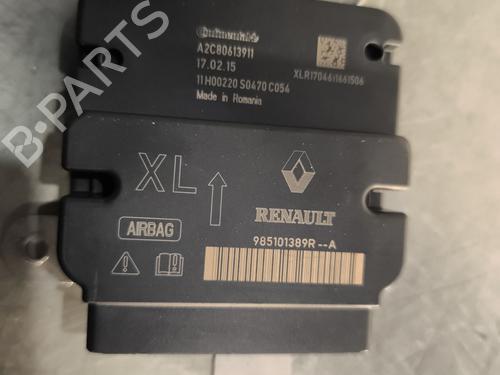 Continental
A2C80613911
17.02.15
11H00220 S0470 C054
Made in Romania
XLR1704611661506
XL
AIRBAG
RENAULT
985101389R--A
B-PARTS